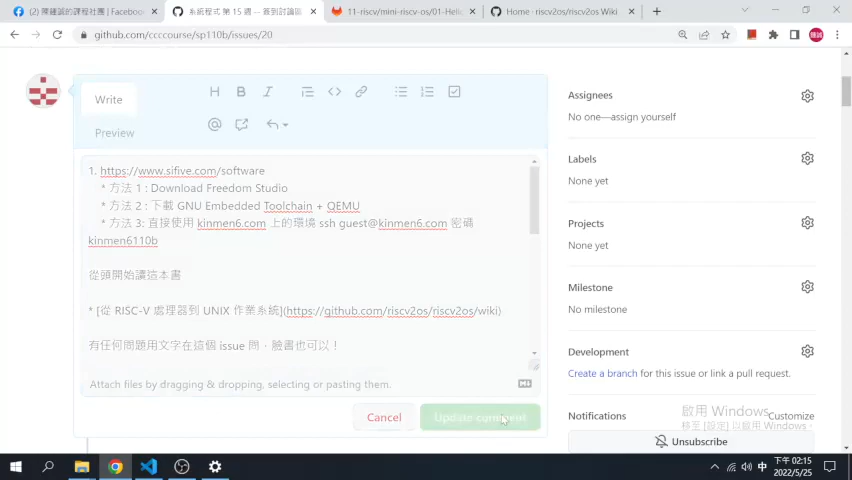 (2) 陳鍾誠的課程社團 | Facebook
系統程式 第 15 週 -- 簽到討論區
11-riscv/mini-riscv-os/01-Hello
Home · riscv2os/riscv2os Wiki
github.com/cccourse/sp110b/issues/20
Write
Preview
1. https://www.sifive.com/software
* 方法 1 : Download Freedom Studio
* 方法 2 : 下載 GNU Embedded Toolchain + QEMU
* 方法 3: 直接使用 kinmen6.com 上的環境 ssh guest@kinmen6.com 密碼
kinmen6110b
從頭開始讀這本書
* [從 RISC-V 處理器到 UNIX 作業系統](https://github.com/riscv2os/riscv2os/wiki)
有任何問題用文字在這個 issue 問，臉書也可以！
Attach files by dragging & dropping, selecting or pasting them.
Cancel
Update comment
Assignees
No one—assign yourself
Labels
None yet
Projects
None yet
Milestone
No milestone
Development
Create a branch for this issue or link a pull request.
Notifications
Customize
Unsubscribe
啟用 Windows
移至 [設定] 以啟用 Windows。
中
下午 02:15
2022/5/25